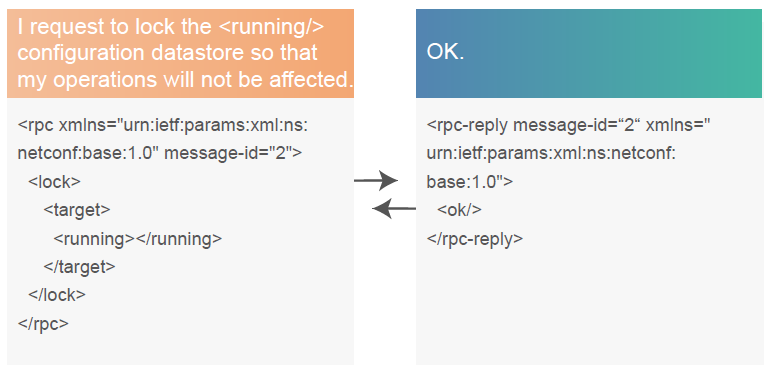 I request to lock the <running/>
configuration datastore so that
my operations will not be affected.
<rpc xmlns="urn:ietf:params:xml:ns:
netconf:base:1.0" message-id="2">
<lock>
<target>
<running></running>
</target>
</lock>
</rpc>
OK.
<rpc-reply message-id=“2“ xmlns="
urn:ietf:params:xml:ns:netconf:
base:1.0">
<ok/>
</rpc-reply>